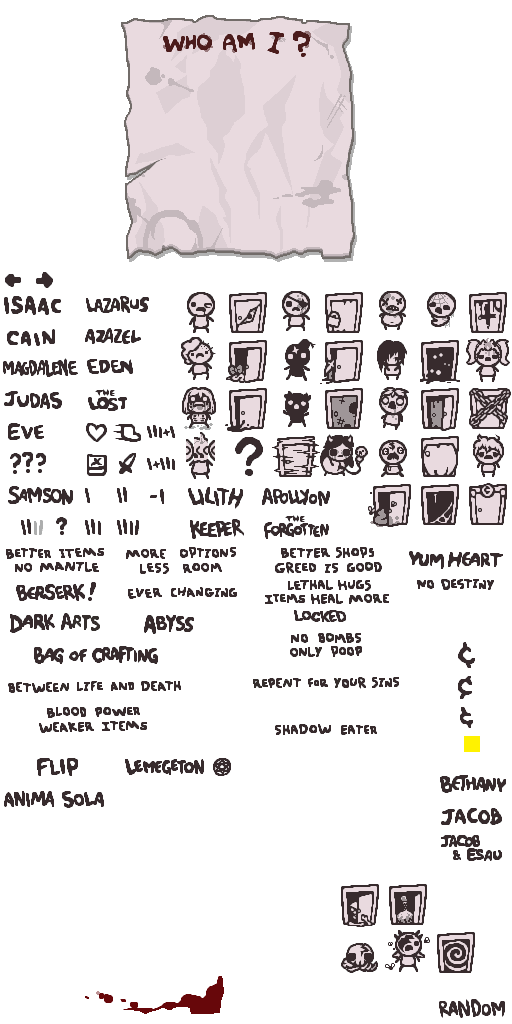 WHO AM I ?
ISAAC LAZARUS
CAIN AZAZEL
MAGDALENE EDEN
JUDAS THE LOST
EVE
???
?
SAMSON LILITH APOLLYON
? KEEPER THE FORGOTTEN
BETTER ITEMS
NO MANTLE
MORE OPTIONS
LESS ROOM
BETTER SHOPS
GREED IS GOOD
YUM HEART
BERSERK!
EVER CHANGING
LETHAL HUGS
ITEMS HEAL MORE
NO DESTINY
DARK ARTS
ABYSS
LOCKED
BAG OF CRAFTING
NO BOMBS
ONLY POOP
¢
BETWEEN LIFE AND DEATH
REPENT FOR YOUR SINS
¢
BLOOD POWER
WEAKER ITEMS
SHADOW EATER
¢
FLIP
LEMEGETON
ANIMA SOLA
BETHANY
JACOB
JACOB
& ESAU
RANDOM